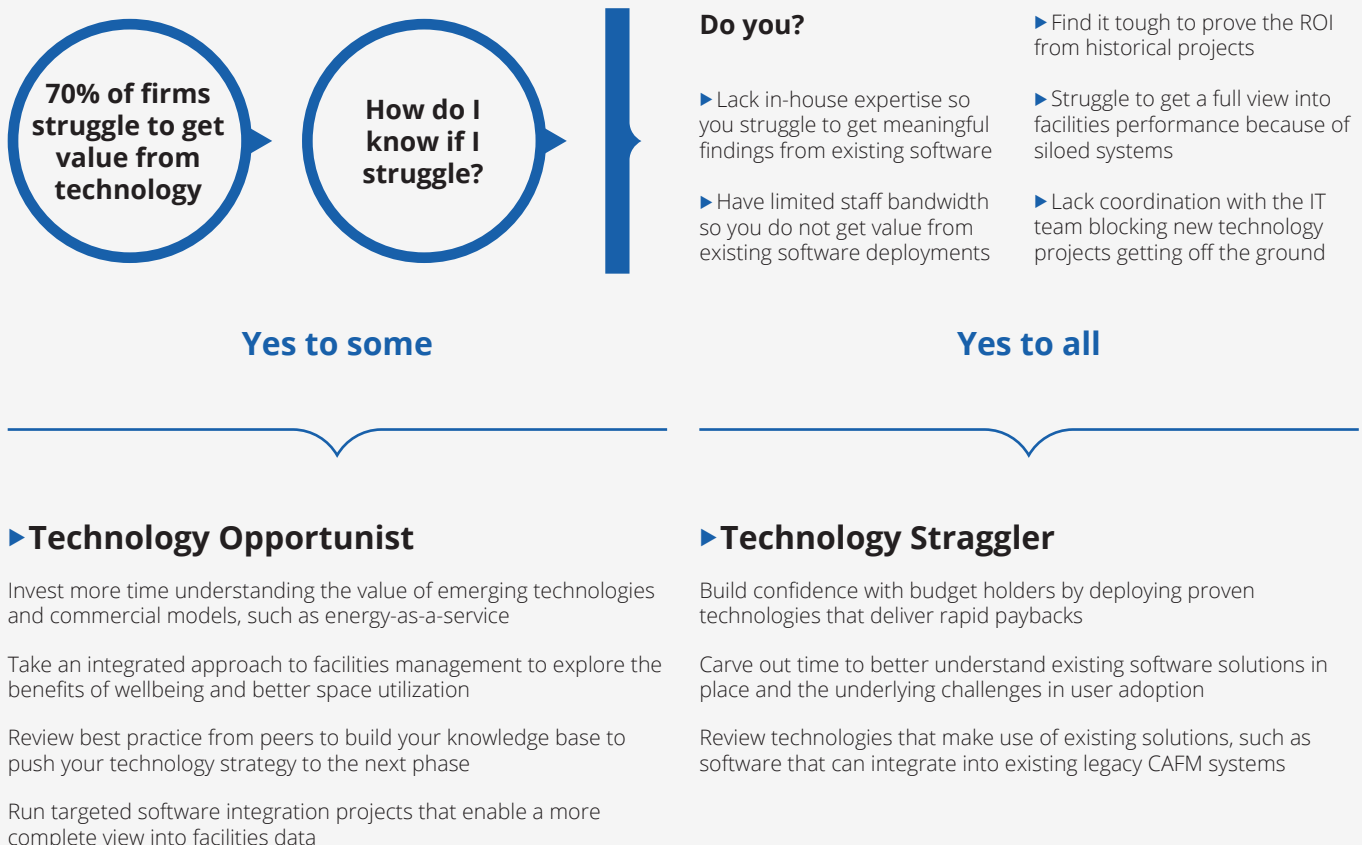 70% of firms
struggle to get
value from
technology
How do I
know if I
struggle?
Do you?
▶ Lack in-house expertise so
you struggle to get meaningful
findings from existing software
▶ Have limited staff bandwidth
so you do not get value from
existing software deployments
▶ Find it tough to prove the ROI
from historical projects
▶ Struggle to get a full view into
facilities performance because of
siloed systems
▶ Lack coordination with the IT
team blocking new technology
projects getting off the ground
Yes to some
▶ Technology Opportunist
Invest more time understanding the value of emerging technologies
and commercial models, such as energy-as-a-service
Take an integrated approach to facilities management to explore the
benefits of wellbeing and better space utilization
Review best practice from peers to build your knowledge base to
push your technology strategy to the next phase
Run targeted software integration projects that enable a more
complete view into facilities data
Yes to all
▶ Technology Straggler
Build confidence with budget holders by deploying proven
technologies that deliver rapid paybacks
Carve out time to better understand existing software solutions in
place and the underlying challenges in user adoption
Review technologies that make use of existing solutions, such as
software that can integrate into existing legacy CAFM systems